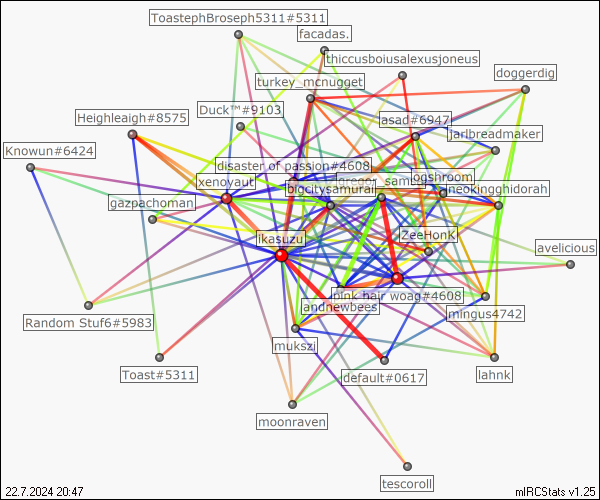 ToastephBroseph5311#5311
facadas.
thiccusboiusalexusjoneus
doggerdig
turkey_mcnugget
Duck™#9103
Heighleaigh#8575
asad#6947
jarlbreadmaker
Knowun#6424
disaster of passion#4608
xenovaut
gregor_samsa
ogshroom
bigcitysamurai
neokingghidorah
gazpachoman
ikasuzu
ZeeHonK
avelicious
pink hair woag#4608
andnewbees
mingus4742
Random Stuf6#5983
mukszi
Toast#5311
default#0617
lahnk
moonraven
tescoroll
22.7.2024 20:47
mIRCStats v1.25